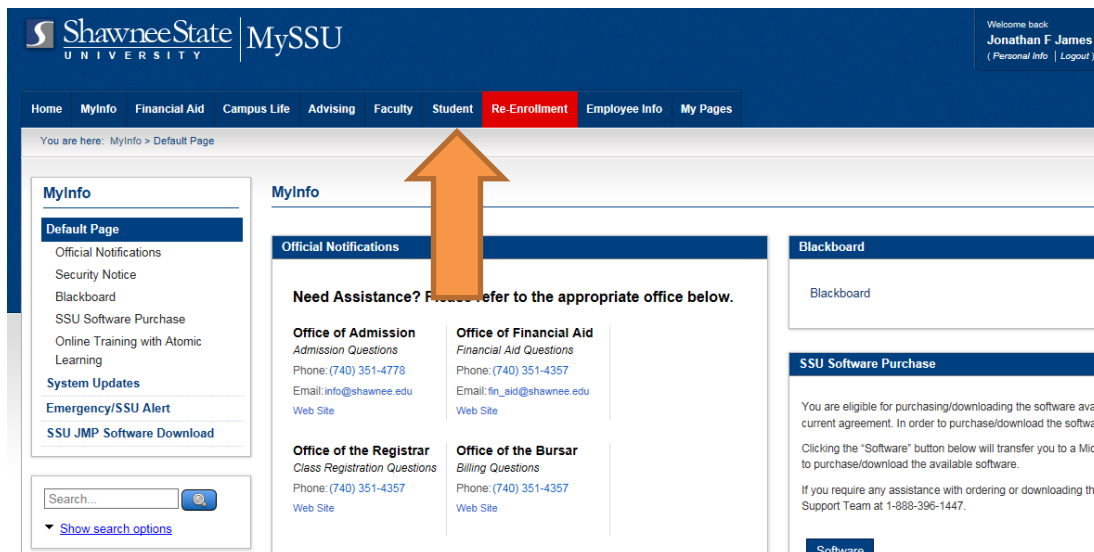 Shawnee State
UNIVERSITY
MySSU
Welcome back
Jonathan F James
( Personal Info | Logout )
Home MyInfo Financial Aid Campus Life Advising Faculty Student Re-Enrollment Employee Info My Pages
You are here: MyInfo > Default Page
MyInfo
Default Page
Official Notifications
Security Notice
Blackboard
SSU Software Purchase
Online Training with Atomic
Learning
System Updates
Emergency/SSU Alert
SSU JMP Software Download
Search...
Show search options
MyInfo
Official Notifications
Need Assistance? refer to the appropriate office below.
Office of Admission
Admission Questions
Phone: (740) 351-4778
Email: info@shawnee.edu
Web Site
Office of Financial Aid
Financial Aid Questions
Phone: (740) 351-4357
Email: fin_aid@shawnee.edu
Web Site
Office of the Registrar
Class Registration Questions
Phone: (740) 351-4357
Web Site
Office of the Bursar
Billing Questions
Phone: (740) 351-4357
Web Site
Blackboard
Blackboard
SSU Software Purchase
You are eligible for purchasing/downloading the software
current agreement. In order to purchase/download the
Clicking the "Software" button below will transfer you to a
to purchase/download the available software.
If you require any assistance with ordering or downloading
Support Team at 1-888-396-1447.
Software